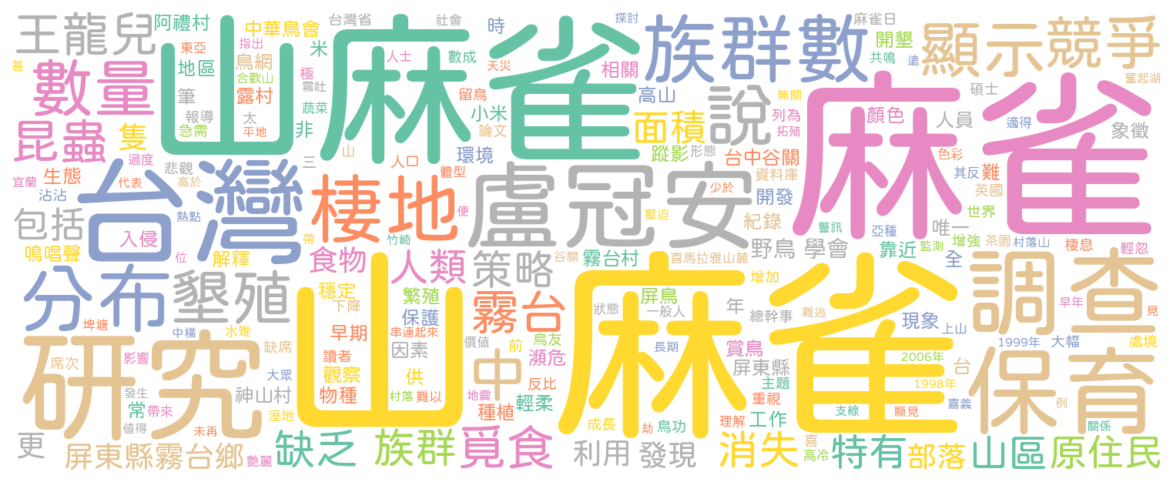 王龍兒 阿禮村 中華鳥會 台灣省 社會 時 探討 麻雀日
東亞 指出 鳥網 人士 數成 米 族群數 開墾 共鳴 遠 顯示 競爭
甚 數量 地區 合歡山 山麻雀 極 天災 相關 奮起湖
筆 露村 霧社 留鳥 高山 無關 碩士
報導 太 蔬菜 小米 說 列為 顏色 人員 適得
昆蟲 隻 急需 平地 非 論文 面積 拓殖 麻雀 象徵
過度 悲觀 三 山 人口 環境 蹤影 形態 台中谷關 色彩
宜蘭 生態 代表 高於 體型 資料庫 其反 難 英國
沾沾 台灣 棲地 盧冠安 少於 開發
包括 熱點 便 壓迫 紀錄 世界
入侵 位 帶 竹崎 警訊 亞種 唯一 增強 茶園 村落山 棲息
鳴唱聲 解釋 食物 人類 策略 谷關 霧台村 喜馬拉雅山麓 野鳥 學會 靠近 監測 全 輕忽
分布 墾殖 穩定 繁殖 霧台 山麻雀 屏鳥 增加 調查
下降 保護 狀態 一般人 年 總幹事 難逃 現象 上山 早年 見
埤塘 中橫 水雉 早期 串連起來 價值 前 鳥友 長期 賞鳥 2006年 1999年 大幅 處境
研究 席次 影響 缺席 讀者 因素 中 瀕危 屏東縣 台 1998年 保育
大眾 觀察 供 反比 主題
發生 神山村 物種 村落 難以 地震 輕柔 重視 支線 顯見 嘉義 例
常 值得 帶來 未再 溼地 種植 成長 劫 鳥功 理解 工作 關係
更 屏東縣霧台鄉 艷麗 缺乏 族群 覓食 利用 發現 消失 喜 高冷 特有 部落 山區 原住民